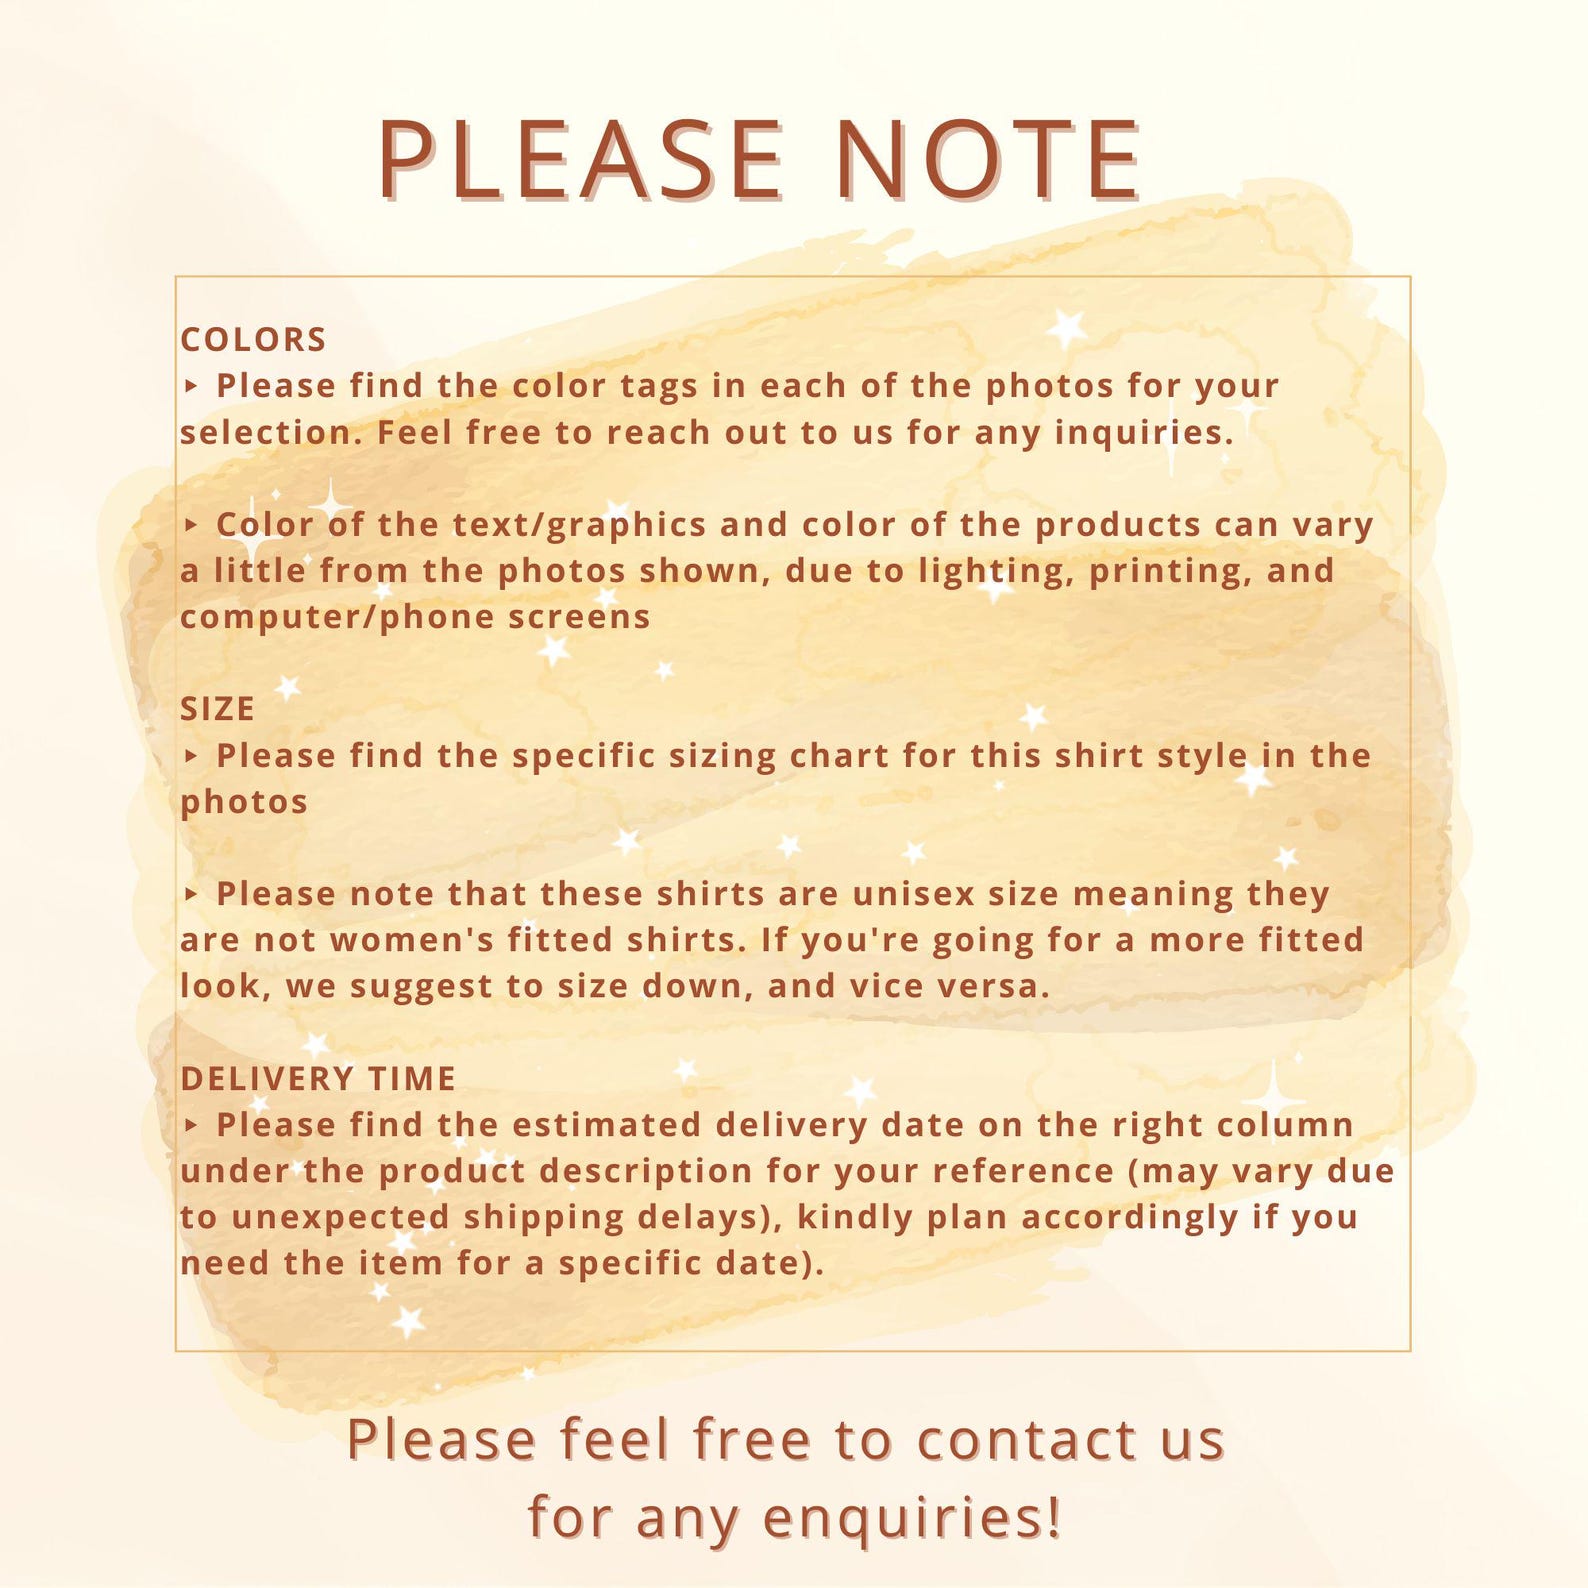 PLEASE NOTE
COLORS
‣ Please find the color tags in each of the photos for your
selection. Feel free to reach out to us for any inquiries.
‣ Color of the text/graphics and color of the products can vary
a little from the photos shown, due to lighting, printing, and
computer/phone screens
SIZE
‣ Please find the specific sizing chart for this shirt style in the
photos
‣ Please note that these shirts are unisex size meaning they
are not women's fitted shirts. If you're going for a more fitted
look, we suggest to size down, and vice versa.
DELIVERY TIME
‣ Please find the estimated delivery date on the right column
under the product description for your reference (may vary due
to unexpected shipping delays), kindly plan accordingly if you
need the item for a specific date).
Please feel free to contact us
for any enquiries!